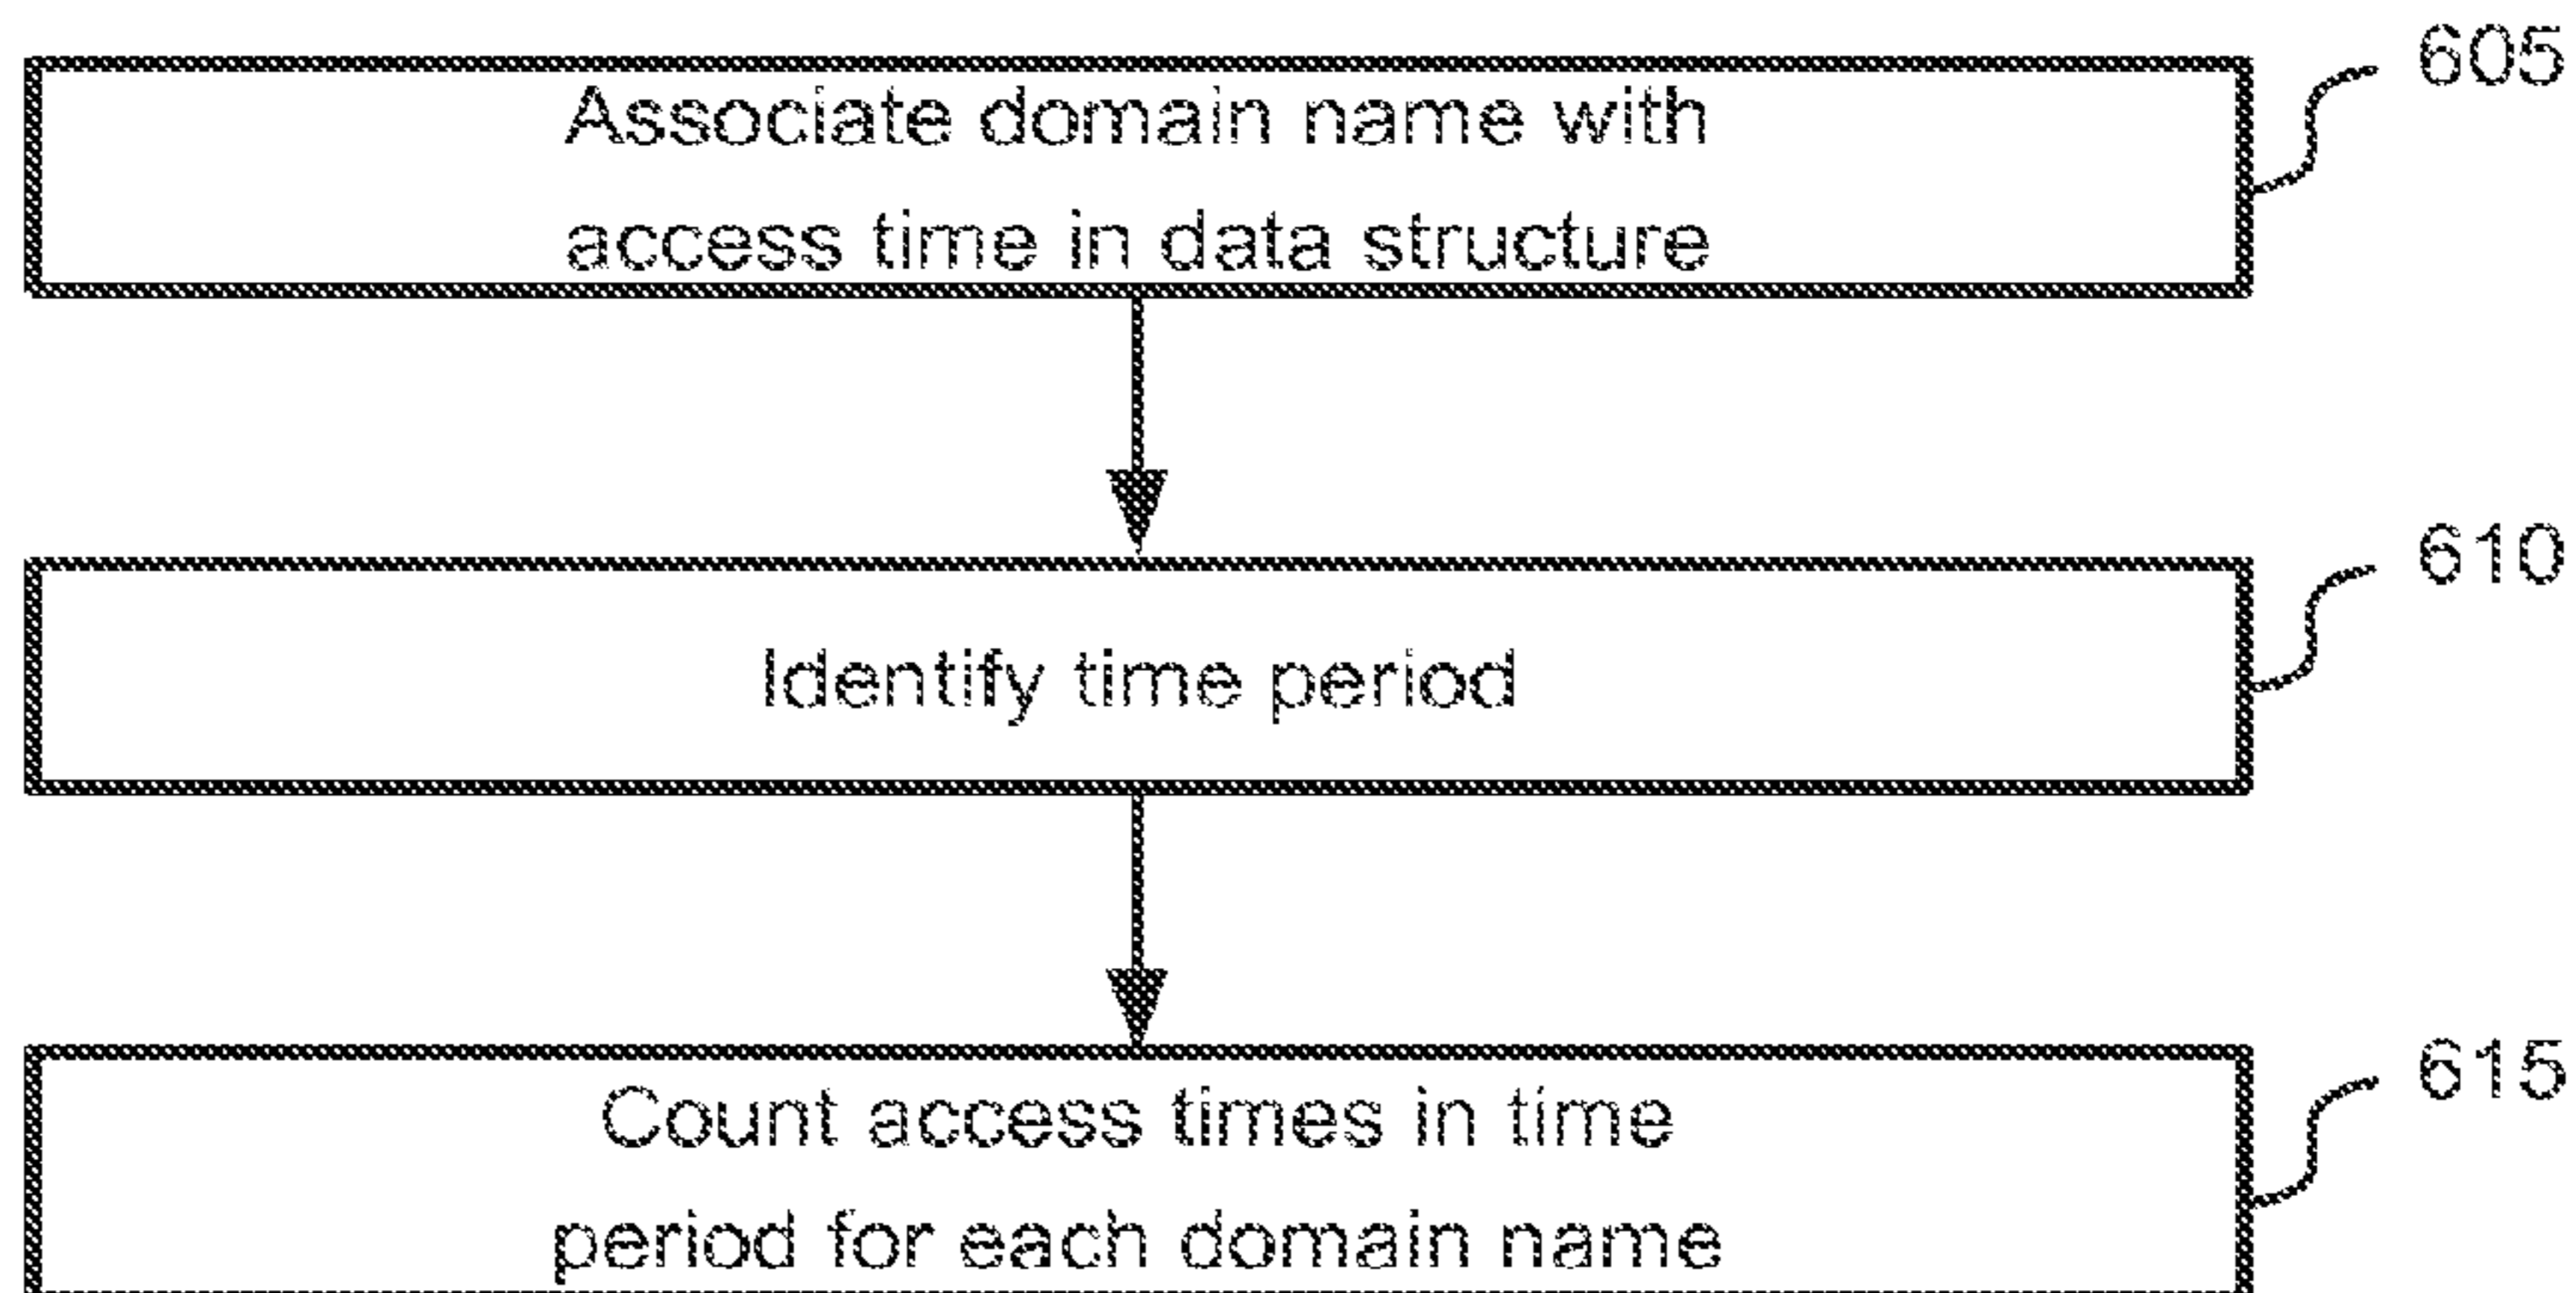 605
Associate domain name with
access time in data structure
610
Identify time period
615
Count access times in time
period for each domain name